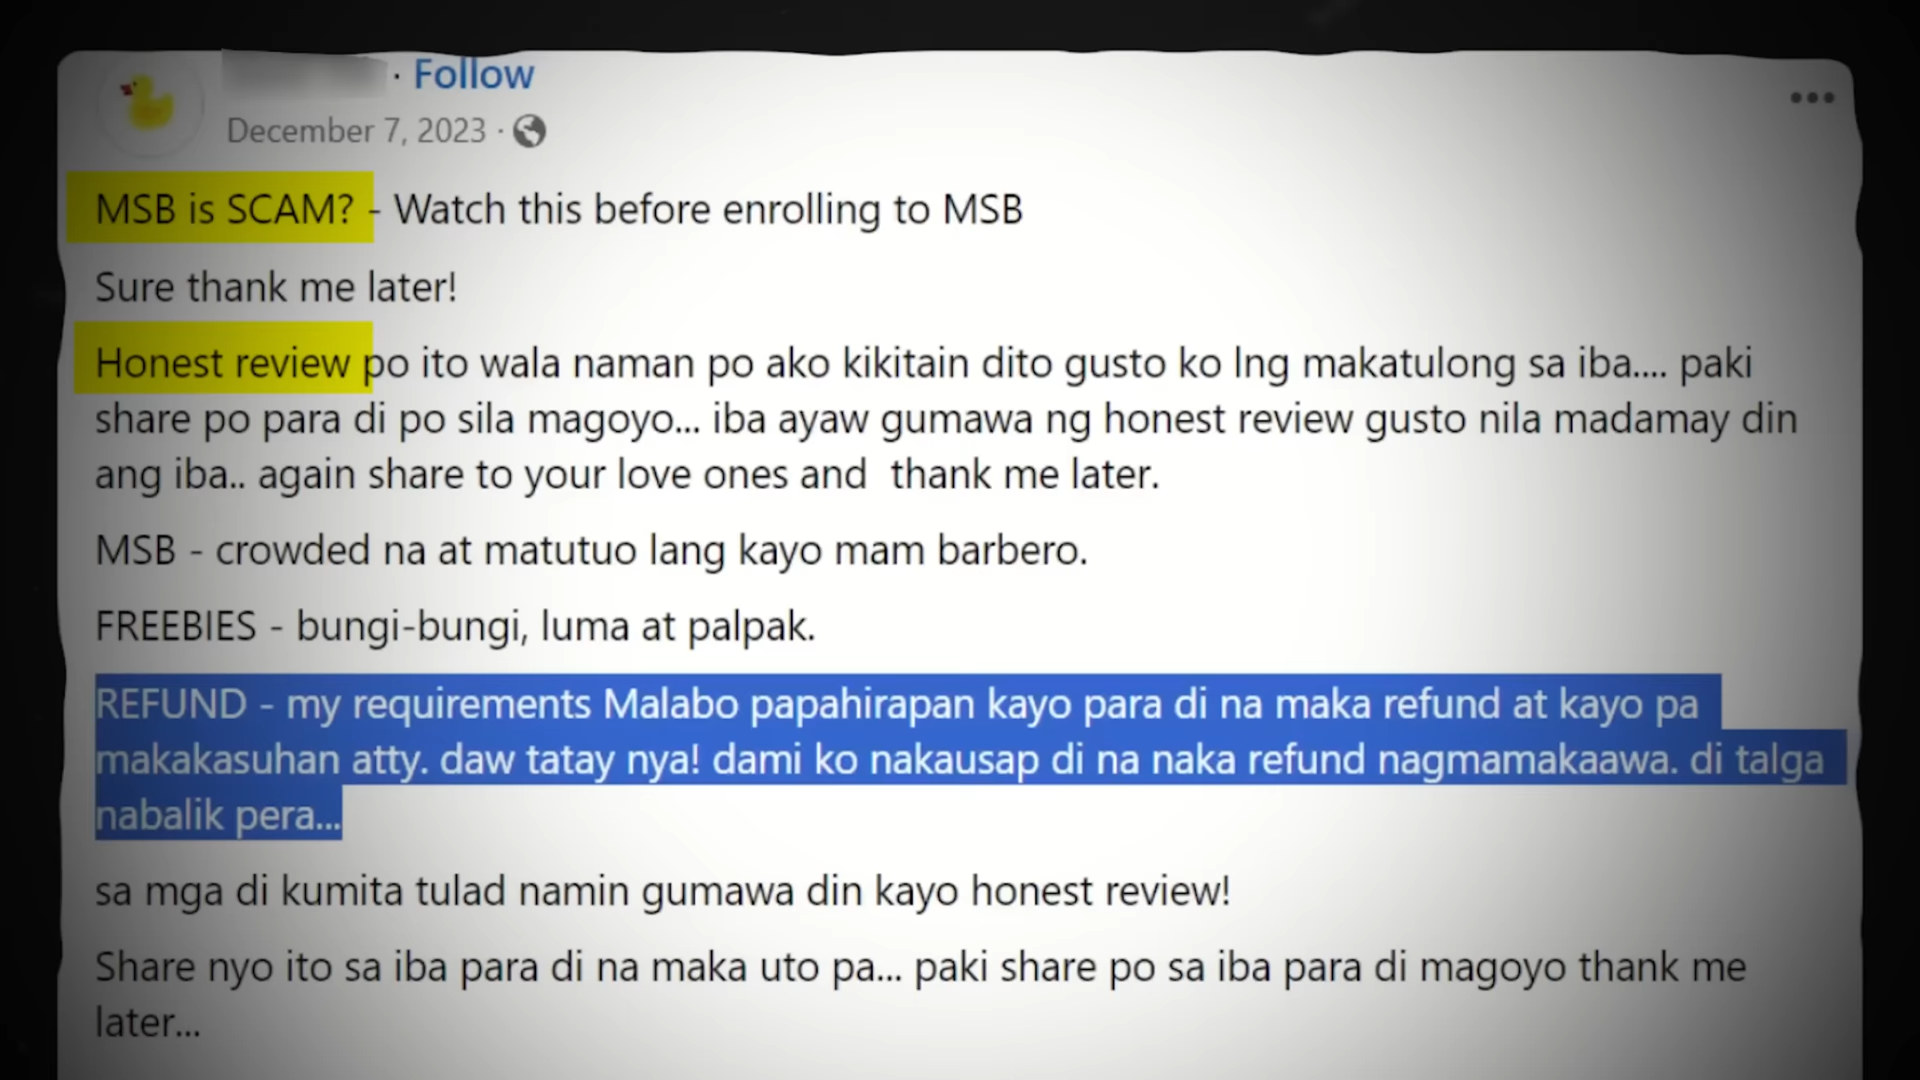 · Follow
December 7, 2023 ·
MSB is SCAM? - Watch this before enrolling to MSB
Sure thank me later!
Honest review po ito wala naman po ako kikitain dito gusto ko lng makatulong sa iba.... paki
share po para di po sila magoyo... iba ayaw gumawa ng honest review gusto nila madamay din
ang iba.. again share to your love ones and  thank me later.
MSB - crowded na at matutuo lang kayo mam barbero.
FREEBIES - bungi-bungi, luma at palpak.
REFUND - my requirements Malabo papahirapan kayo para di na maka refund at kayo pa
makakasuhan atty. daw tatay nya! dami ko nakausap di na naka refund nagmamakaawa. di talga
nabalik pera...
sa mga di kumita tulad namin gumawa din kayo honest review!
Share nyo ito sa iba para di na maka uto pa... paki share po sa iba para di magoyo thank me
later...